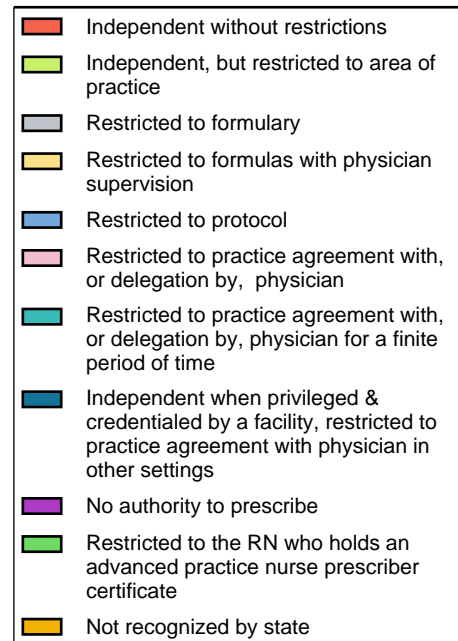 Independent without restrictions
Independent, but restricted to area of
practice
Restricted to formulary
Restricted to formulas with physician
supervision
Restricted to protocol
Restricted to practice agreement with,
or delegation by, physician
Restricted to practice agreement with,
or delegation by, physician for a finite
period of time
Independent when privileged &
credentialed by a facility, restricted to
practice agreement with physician in
other settings
No authority to prescribe
Restricted to the RN who holds an
advanced practice nurse prescriber
certificate
Not recognized by state